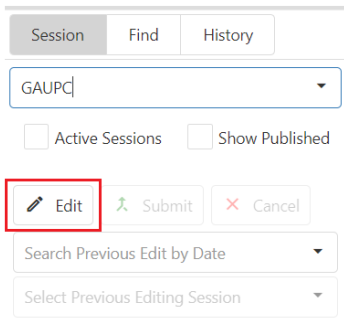 Session Find History
GAUPC
Active Sessions Show Published
Edit Submit Cancel
Search Previous Edit by Date
Select Previous Editing Session